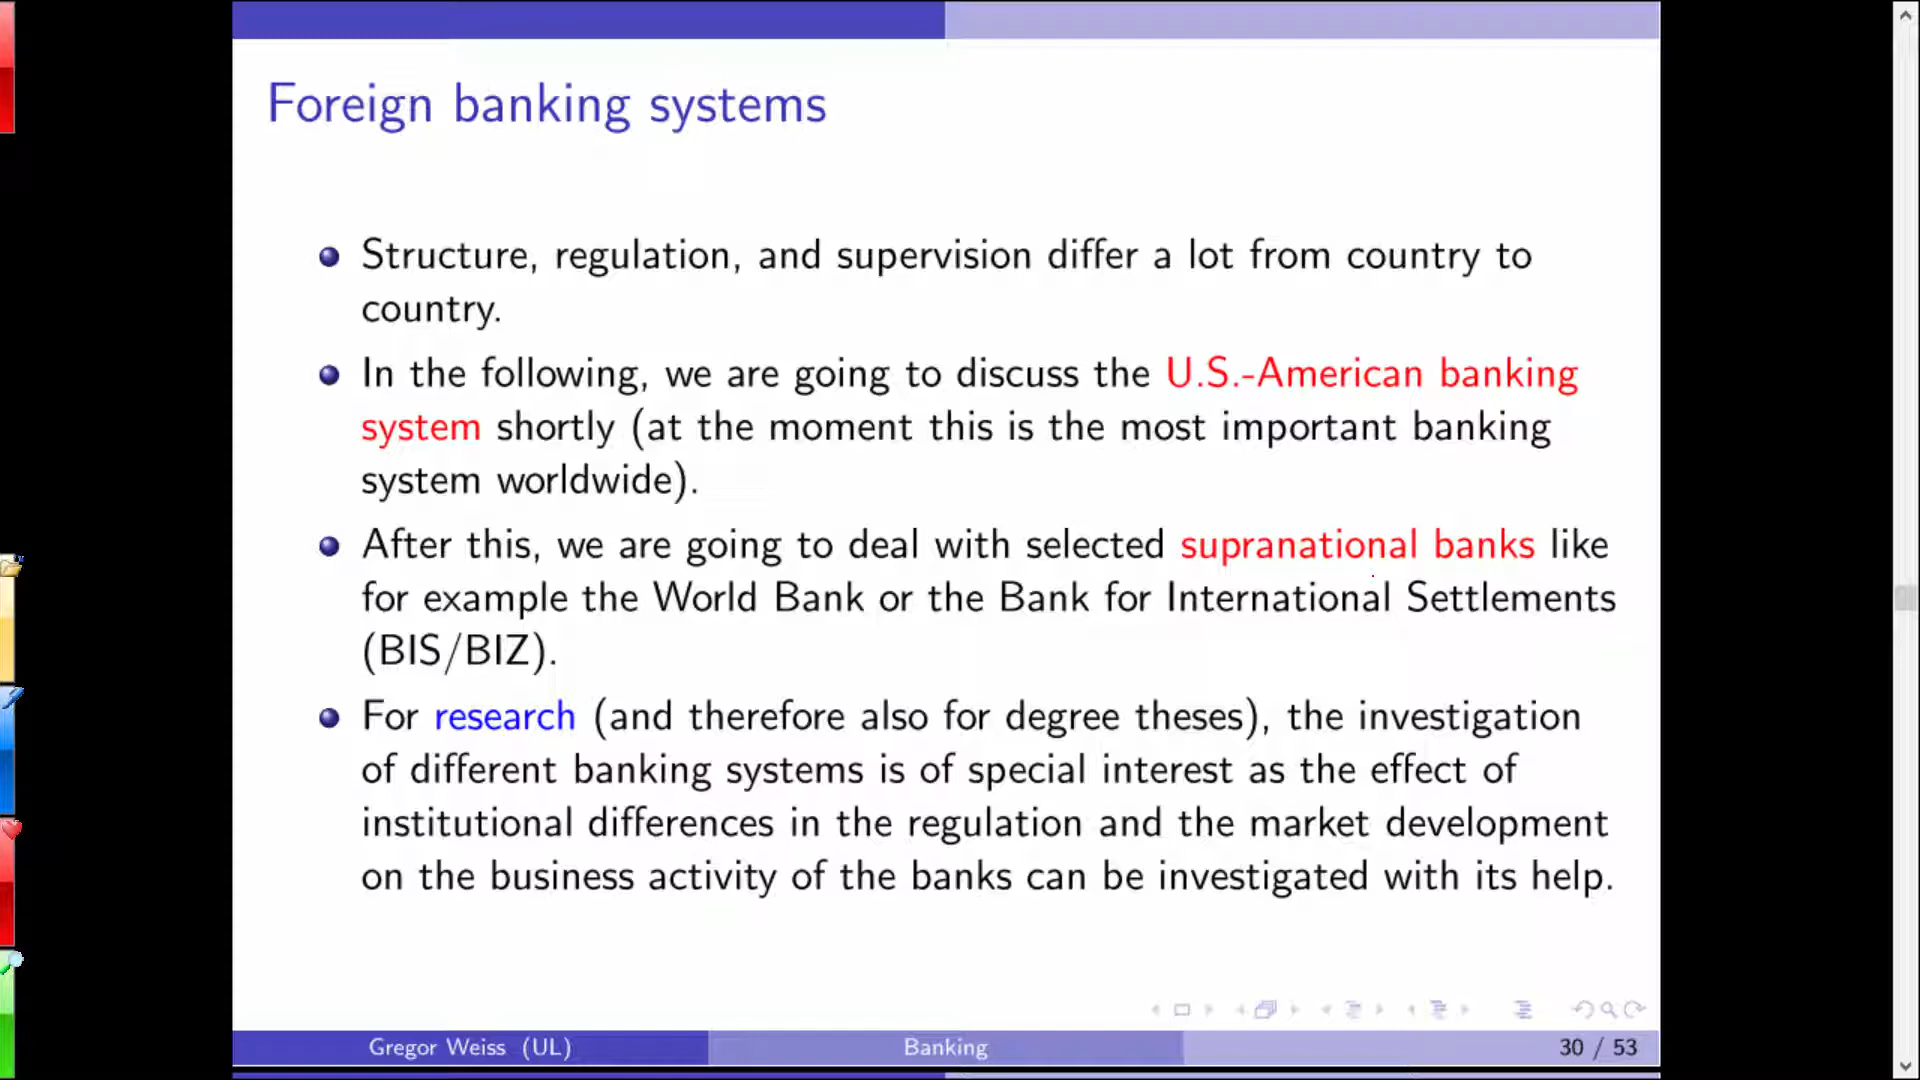 Foreign banking systems
Structure, regulation, and supervision differ a lot from country to
country.
In the following, we are going to discuss the U.S.-American banking
system shortly (at the moment this is the most important banking
system worldwide).
After this, we are going to deal with selected supranational banks like
for example the World Bank or the Bank for International Settlements
(BIS/BIZ).
For research (and therefore also for degree theses), the investigation
of different banking systems is of special interest as the effect of
institutional differences in the regulation and the market development
on the business activity of the banks can be investigated with its help.
Gregor Weiss (UL) Banking 30 / 53